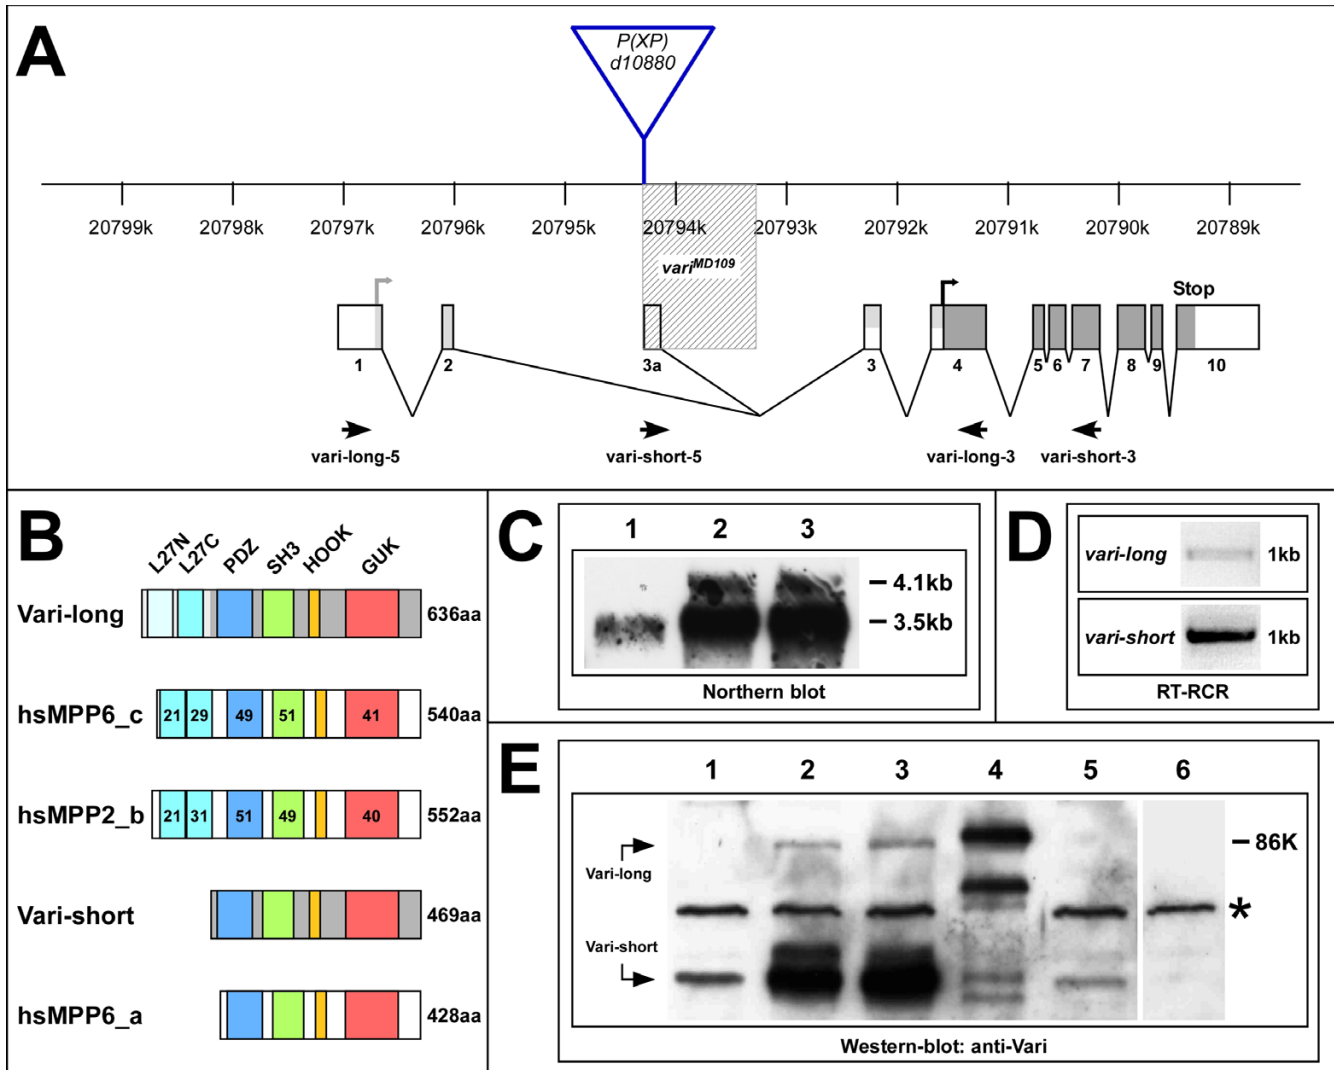 A
P(XP)
d10880
20799k 20798k 20797k 20796k 20795k 20794k 20793k 20792k 20791k 20790k 20789k
vari^MD109
Stop
1 2 3a 3 4 5 6 7 8 9 10
vari-long-5 vari-short-5 vari-long-3 vari-short-3
B
L27N L27C PDZ SH3 HOOK GUK
Vari-long 636aa
hsMPP6_c 21 29 49 51 41 540aa
hsMPP2_b 21 31 51 49 40 552aa
Vari-short 469aa
hsMPP6_a 428aa
C
1 2 3
– 4.1kb
– 3.5kb
Northern blot
D
vari-long 1kb
vari-short 1kb
RT-RCR
E
1 2 3 4 5 6
– 86K
Vari-long
*
Vari-short
Western-blot: anti-Vari